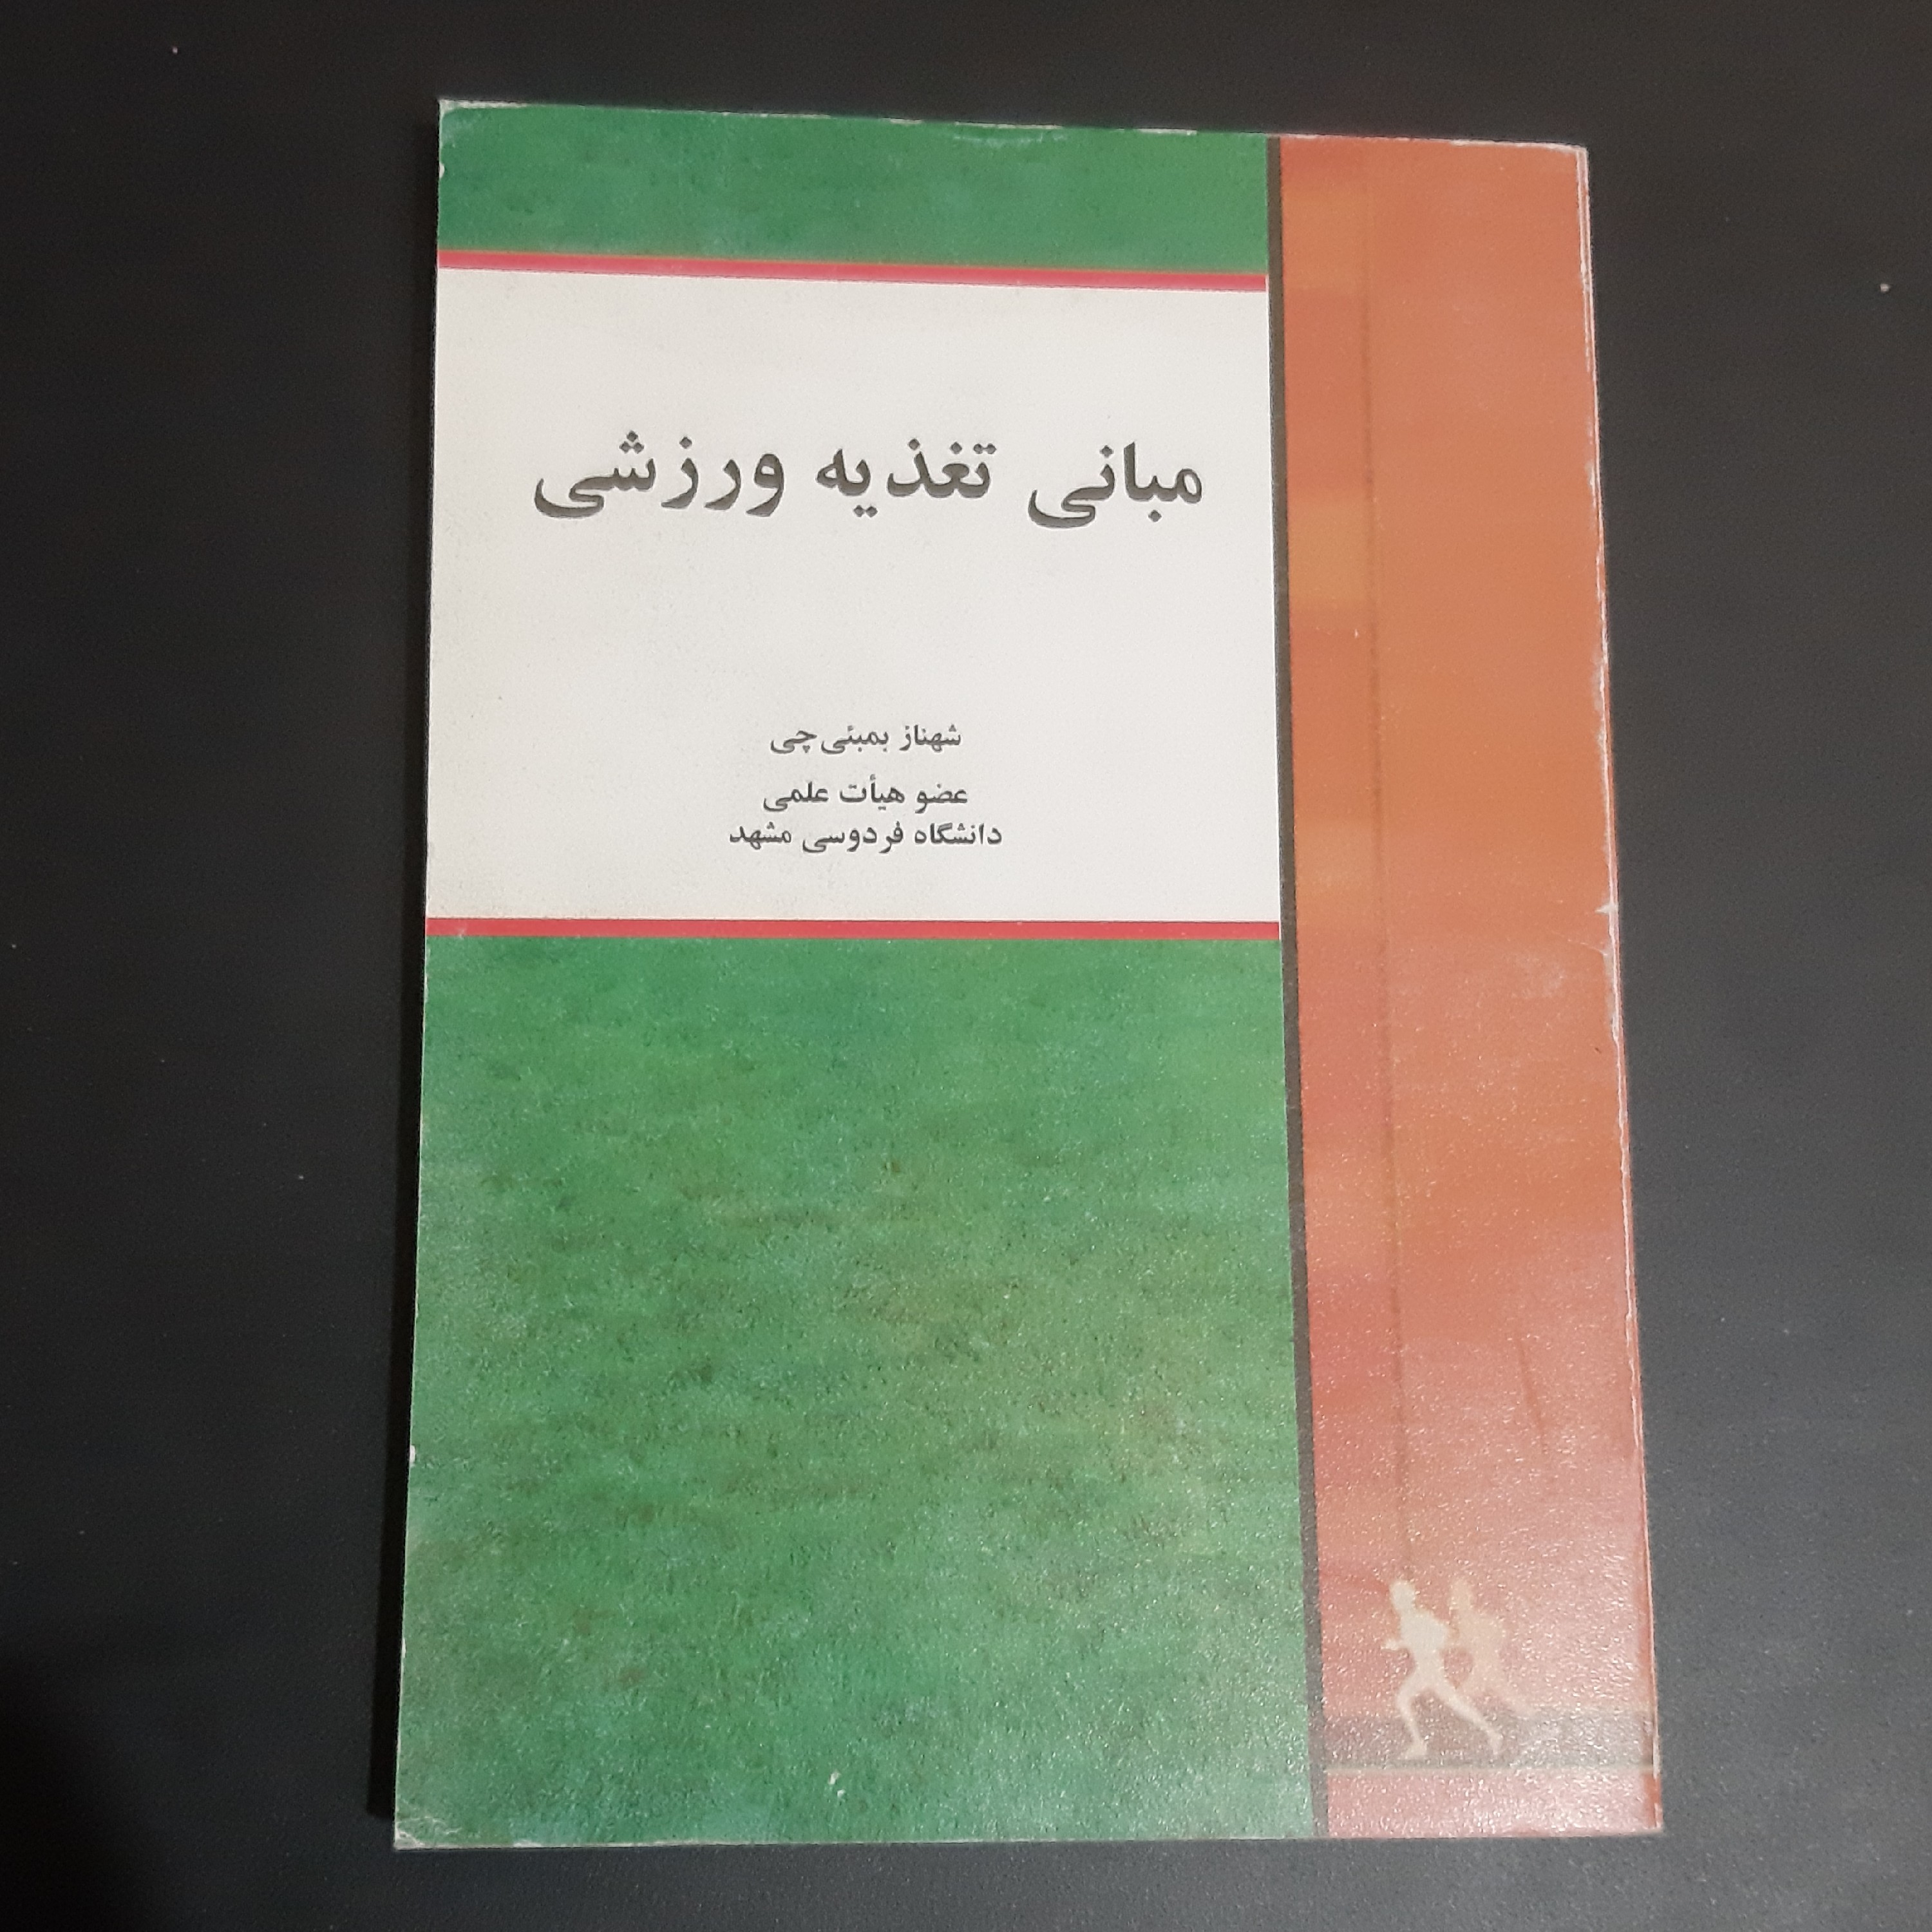 مبانی تغذیه ورزشی
شهناز بمبئی‌چی
عضو هیأت علمی
دانشگاه فردوسی مشهد